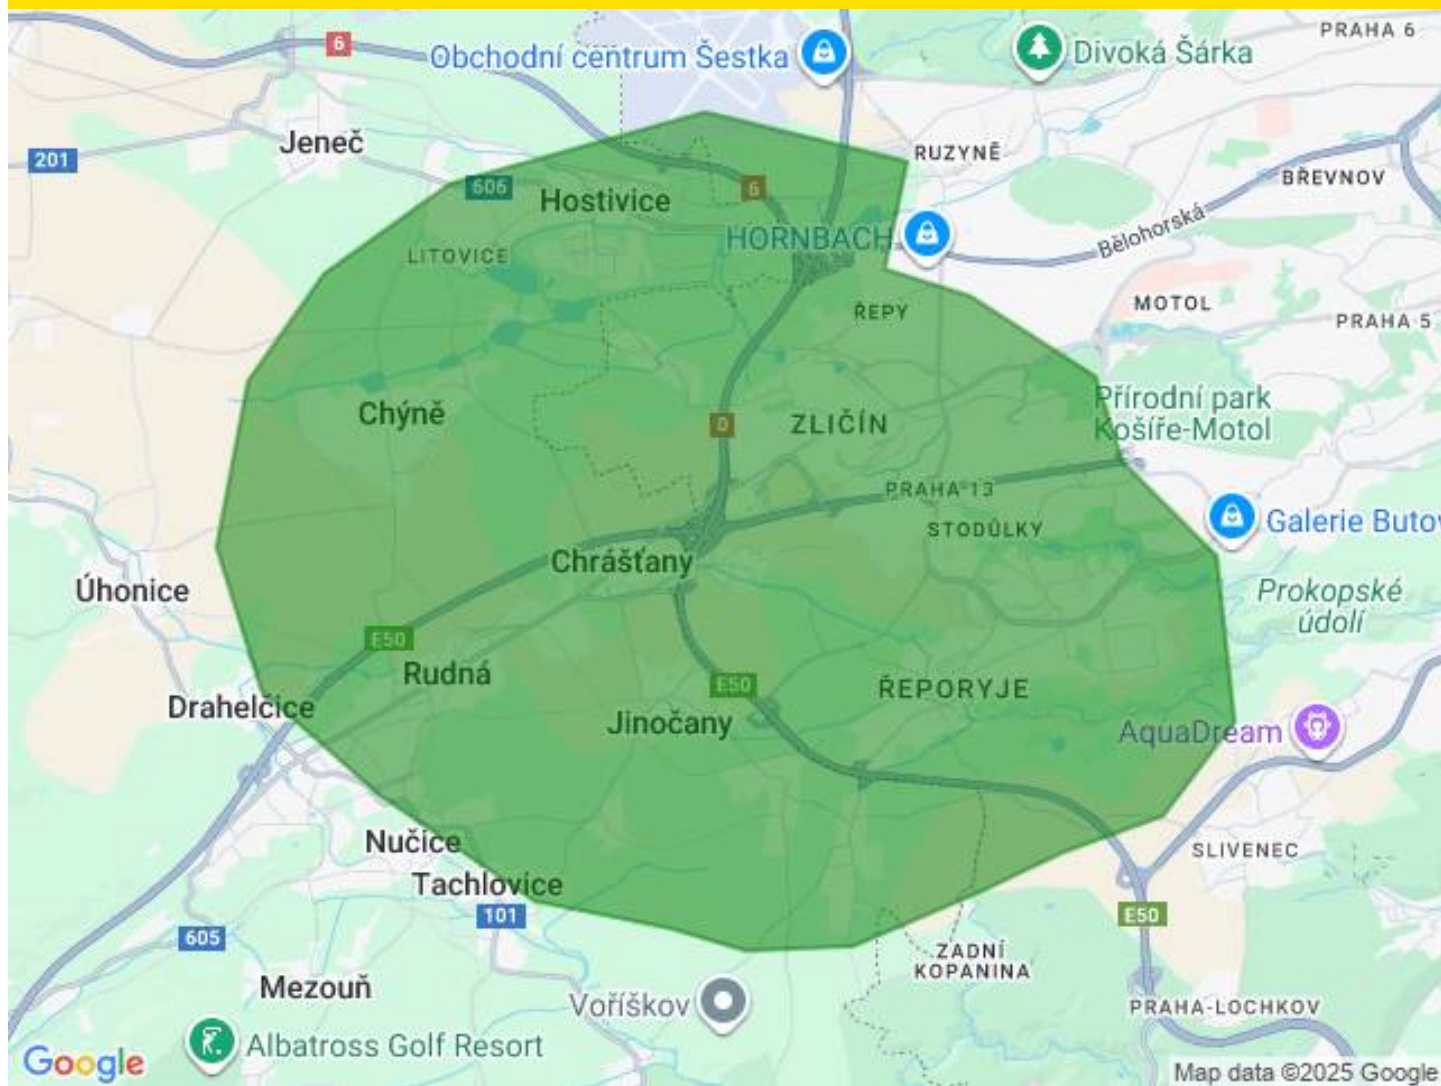 PRAHA 6
6
Obchodní centrum Šestka
Divoká Šárka
Jeneč
201
RUZYNĚ
BŘEVNOV
606
Hostivice
6
HORNBACH
Bělohorská
LITOVICE
ŘEPY
MOTOL
PRAHA 5
Chýně
D
ZLIČÍN
Přírodní park
Košíře-Motol
PRAHA 13
STODŮLKY
Galerie Butov
Chrášťany
Úhonice
Prokopské
údolí
E50
Rudná
E50
ŘEPORYJE
Drahelčice
Jinočany
AquaDream
Nučice
SLIVENEC
Tachlovice
101
E50
605
ZADNÍ
KOPANINA
Mezouň
Voříškov
PRAHA-LOCHKOV
Albatross Golf Resort
Google
Map data ©2025 Google